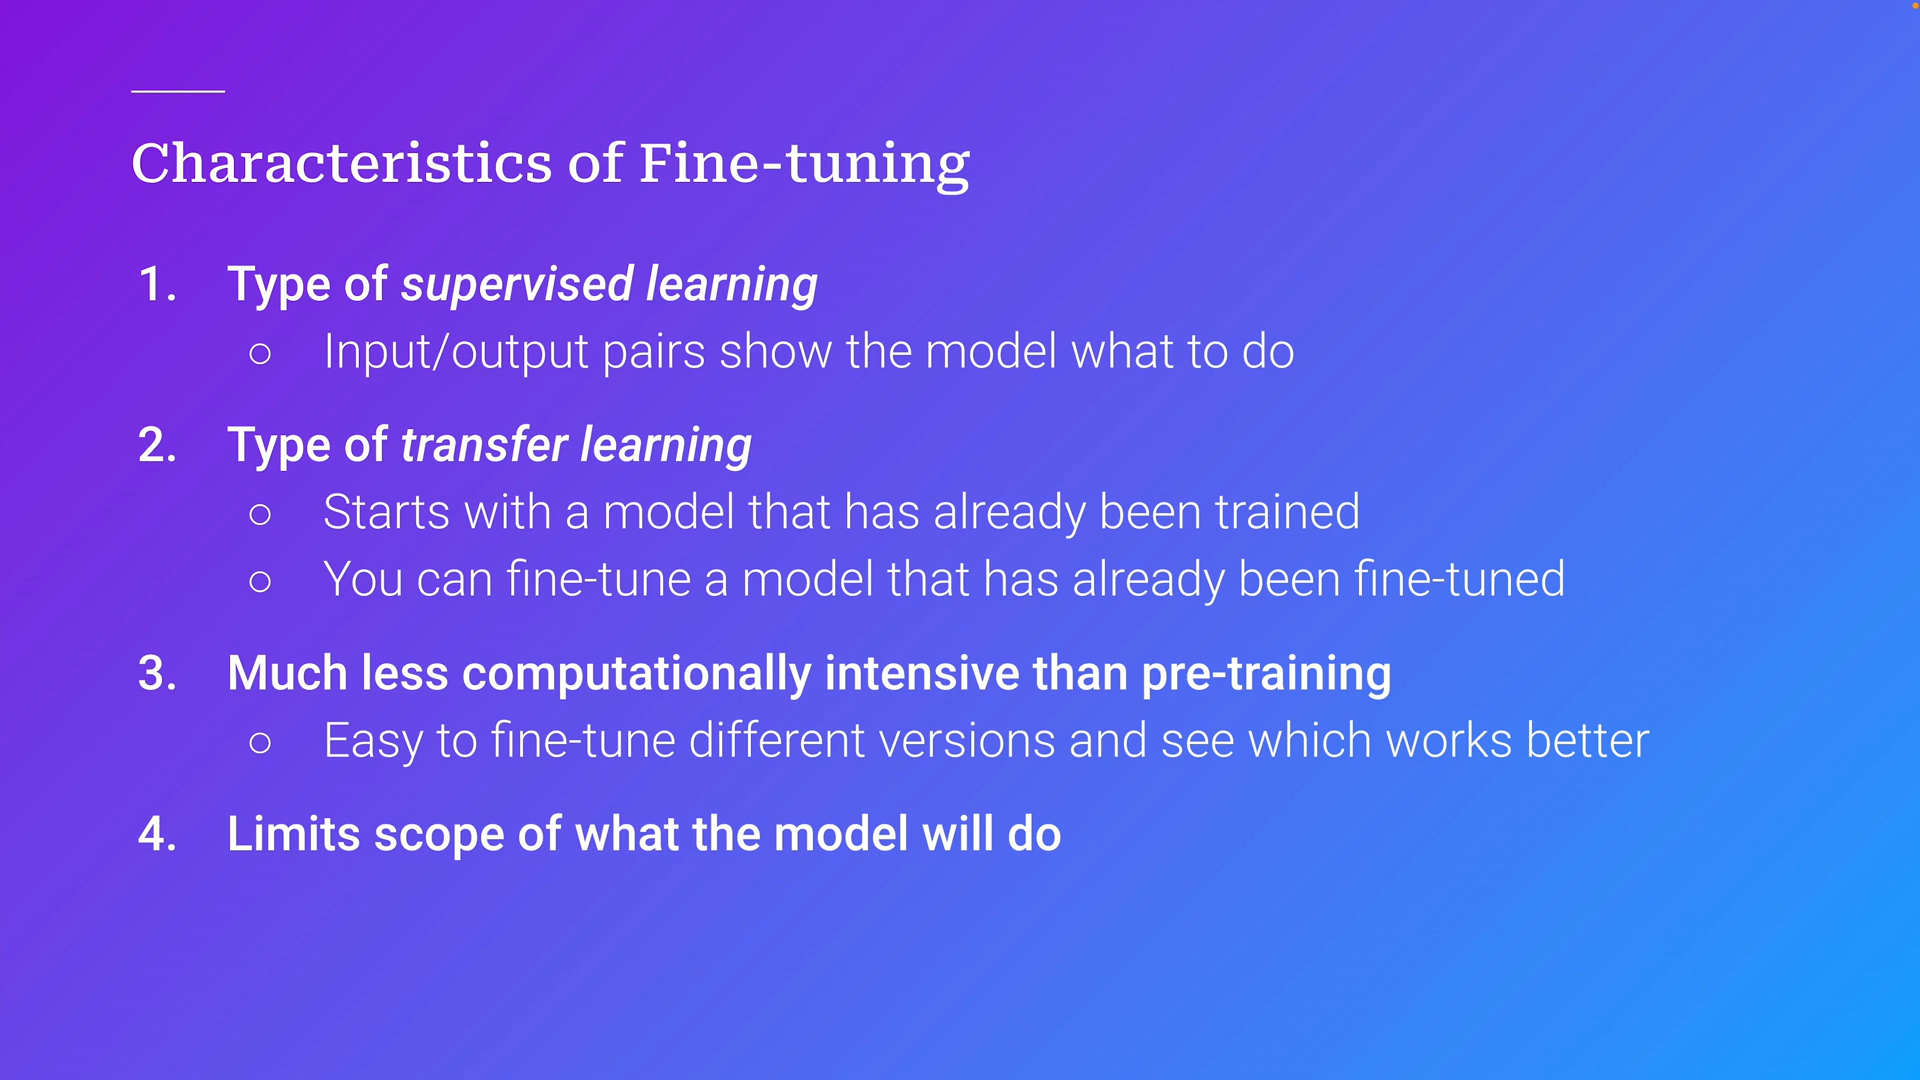 Characteristics of Fine-tuning
1. Type of supervised learning
○ Input/output pairs show the model what to do
2. Type of transfer learning
○ Starts with a model that has already been trained
○ You can fine-tune a model that has already been fine-tuned
3. Much less computationally intensive than pre-training
○ Easy to fine-tune different versions and see which works better
4. Limits scope of what the model will do